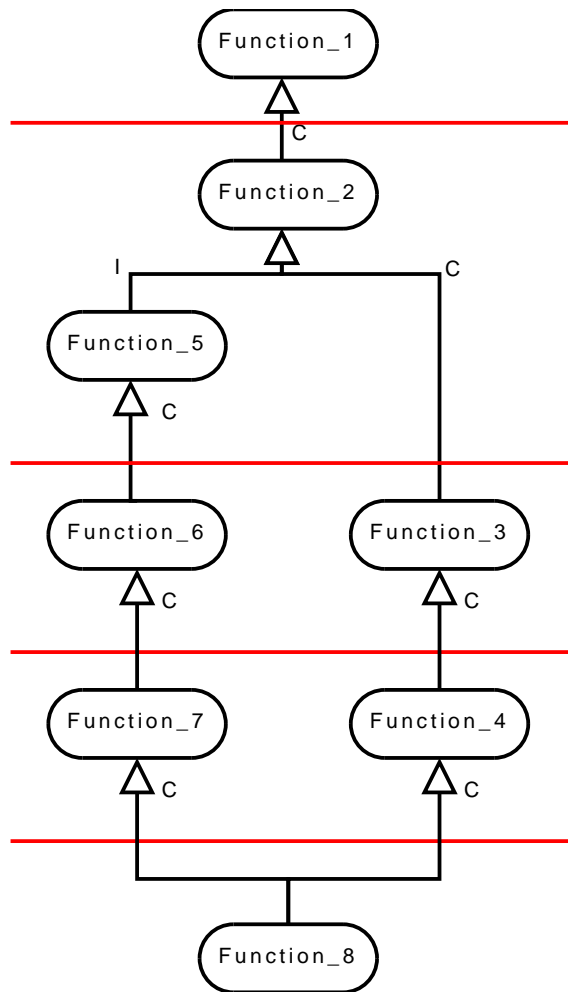 Function_1
C
Function_2
I
C
Function_5
C
Function_6
Function_3
C
C
Function_7
Function_4
C
C
Function_8